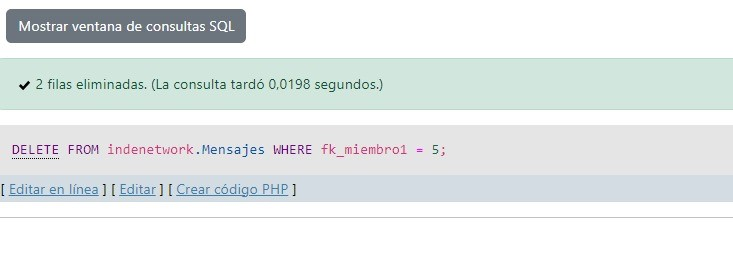 Mostrar ventana de consultas SQL
2 filas eliminadas. (La consulta tardó 0,0198 segundos.)
DELETE FROM indenetwork.Mensajes WHERE fk_miembro1 = 5;
[ Editar en línea ] [ Editar ] [ Crear código PHP ]